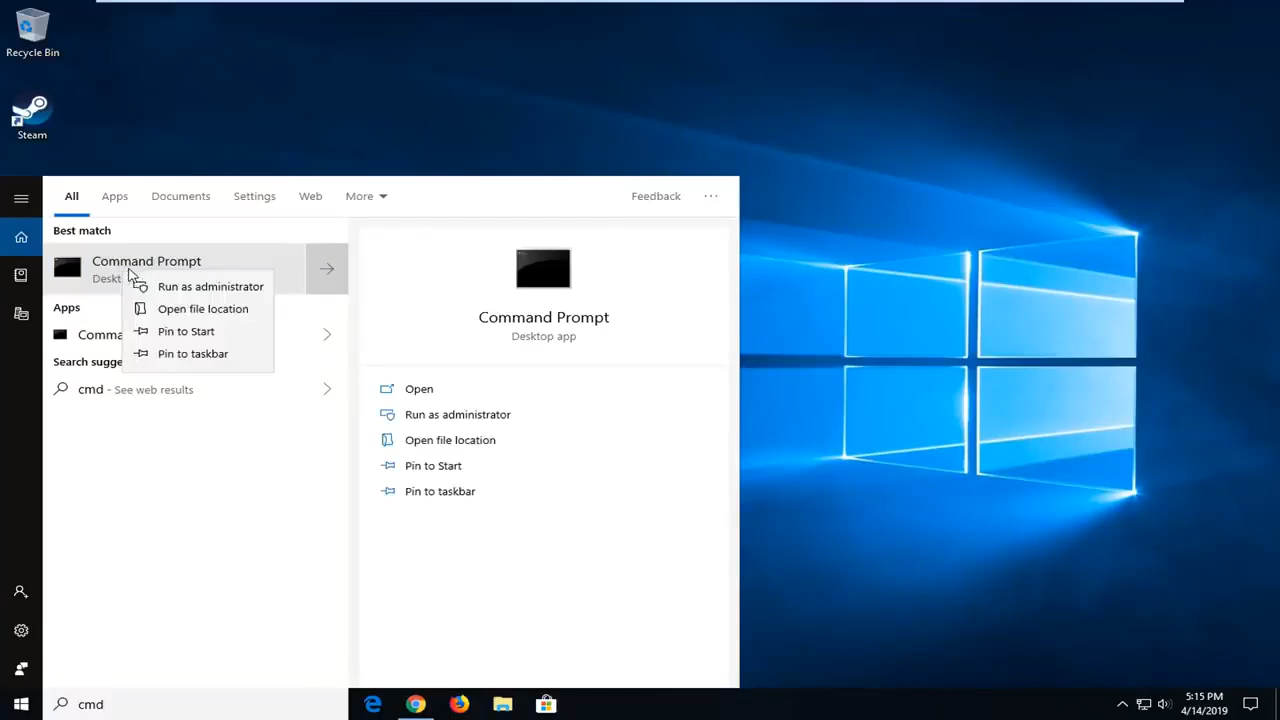 Recycle Bin
Steam
All Apps Documents Settings Web More Feedback ...
Best match
Command Prompt
Deskt
Run as administrator
Open file location
Pin to Start
Pin to taskbar
Apps
Comma
Search sugge
cmd - See web results
Command Prompt
Desktop app
Open
Run as administrator
Open file location
Pin to Start
Pin to taskbar
cmd
5:15 PM
4/14/2019